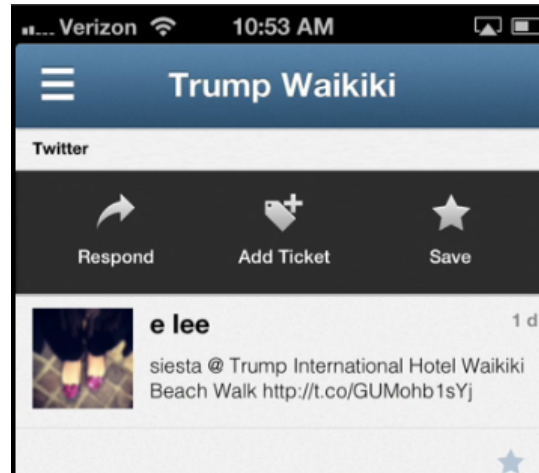 Verizon 10:53 AM
Trump Waikiki
Twitter
Respond Add Ticket Save
e lee 1 d
siesta @ Trump International Hotel Waikiki
Beach Walk http://t.co/GUMohb1sYj